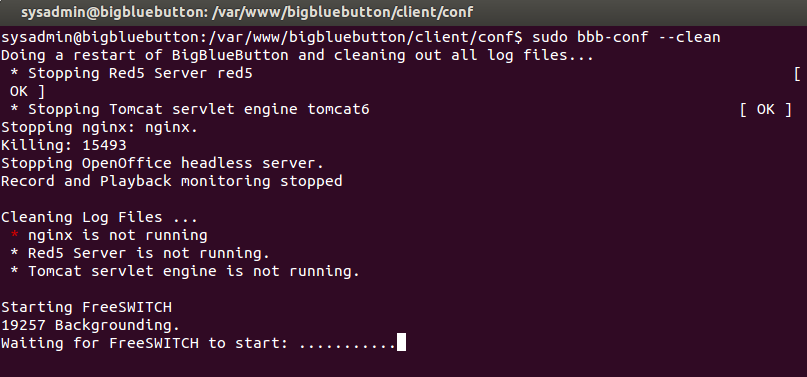 sysadmin@bigbluebutton: /var/www/bigbluebutton/client/conf
sysadmin@bigbluebutton:/var/www/bigbluebutton/client/conf$ sudo bbb-conf --clean
Doing a restart of BigBlueButton and cleaning out all log files...
 * Stopping Red5 Server red5 [
 OK ]
 * Stopping Tomcat servlet engine tomcat6 [ OK ]
Stopping nginx: nginx.
Killing: 15493
Stopping OpenOffice headless server.
Record and Playback monitoring stopped
Cleaning Log Files ...
 * nginx is not running
 * Red5 Server is not running.
 * Tomcat servlet engine is not running.
Starting FreeSWITCH
19257 Backgrounding.
Waiting for FreeSWITCH to start: ...........